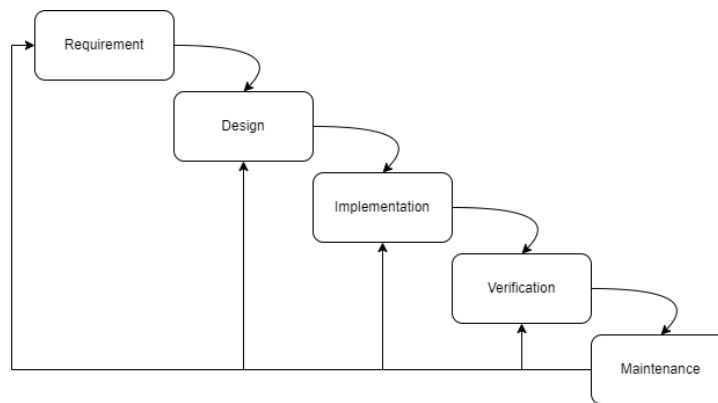 Requirement
Design
Implementation
Verification
Maintenance